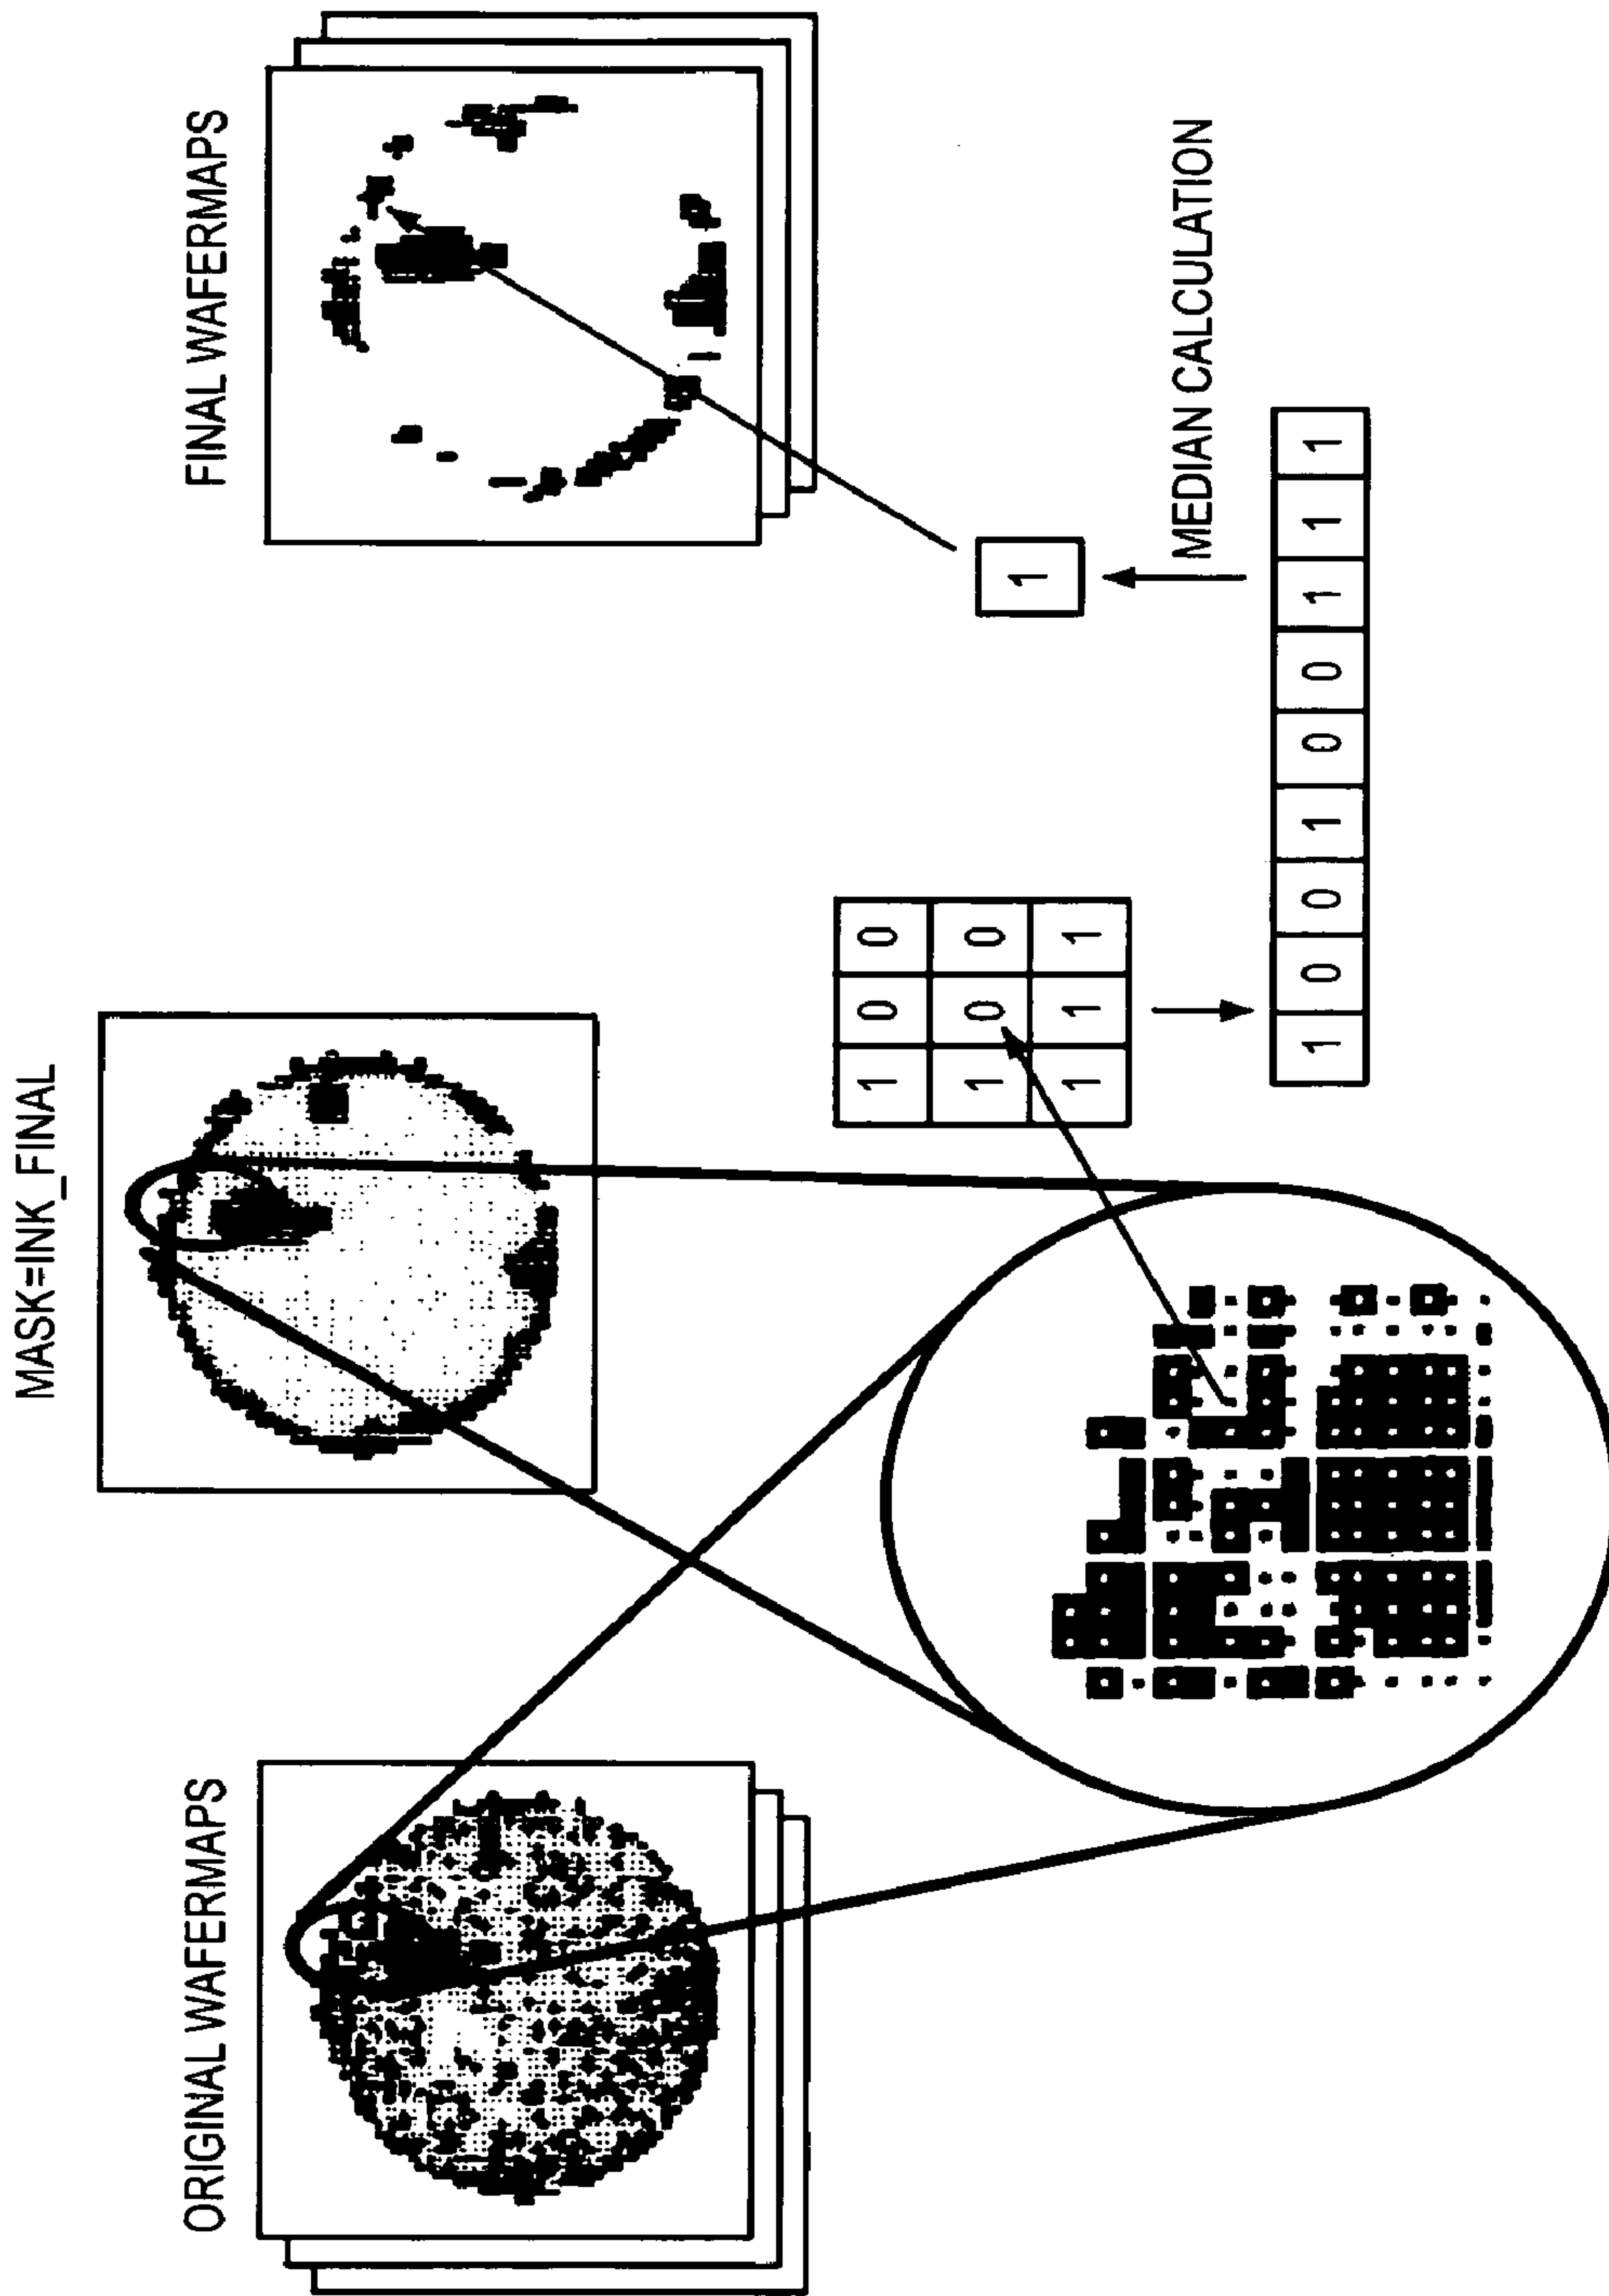 MASK=INK_FINAL
ORIGINAL WAFERMAPS
FINAL WAFERMAPS
1 0 0
1 0 0
1 1 1
1
MEDIAN CALCULATION
1 0 0 1 0 0 1 1 1